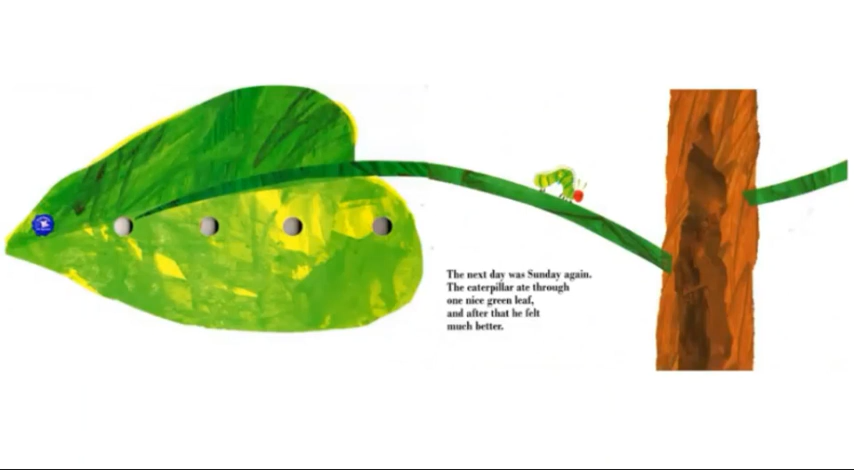 The next day was Sunday again.
The caterpillar ate through
one nice green leaf,
and after that he felt
much better.